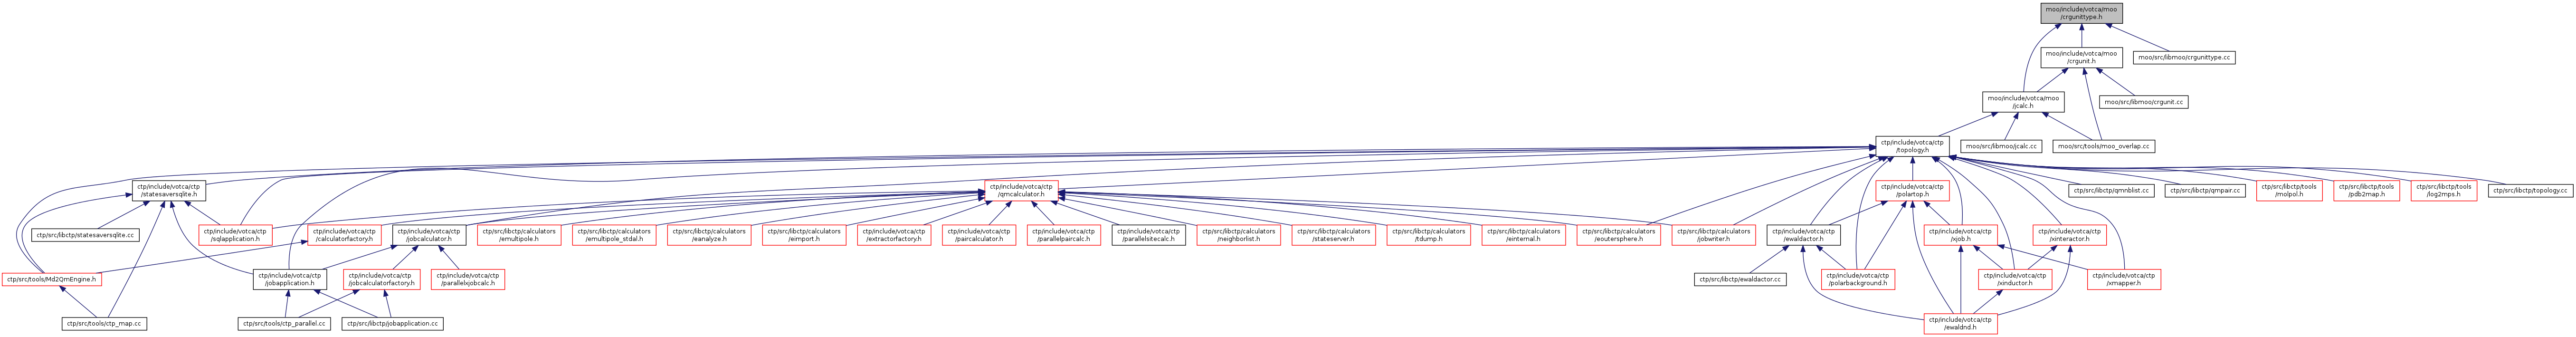 moo/include/votca/moo
/crgunittype.h
moo/include/votca/moo
/crgunit.h
moo/src/libmoo/crgunittype.cc
moo/include/votca/moo
/jcalc.h
moo/src/libmoo/crgunit.cc
ctp/include/votca/ctp
/topology.h
moo/src/libmoo/jcalc.cc
moo/src/tools/moo_overlap.cc
ctp/include/votca/ctp
/statesaversqlite.h
ctp/include/votca/ctp
/qmcalculator.h
ctp/include/votca/ctp
/polartop.h
ctp/src/libctp/qmnblist.cc
ctp/src/libctp/qmpair.cc
ctp/src/libctp/tools
/molpol.h
ctp/src/libctp/tools
/pdb2map.h
ctp/src/libctp/tools
/log2mps.h
ctp/src/libctp/topology.cc
ctp/src/libctp/statesaversqlite.cc
ctp/include/votca/ctp
/sqlapplication.h
ctp/include/votca/ctp
/calculatorfactory.h
ctp/include/votca/ctp
/jobcalculator.h
ctp/src/libctp/calculators
/emultipole.h
ctp/src/libctp/calculators
/emultipole_stdal.h
ctp/src/libctp/calculators
/eanalyze.h
ctp/src/libctp/calculators
/eimport.h
ctp/include/votca/ctp
/extractorfactory.h
ctp/include/votca/ctp
/paircalculator.h
ctp/include/votca/ctp
/parallelpaircalc.h
ctp/include/votca/ctp
/parallelsitecalc.h
ctp/src/libctp/calculators
/neighborlist.h
ctp/src/libctp/calculators
/stateserver.h
ctp/src/libctp/calculators
/tdump.h
ctp/src/libctp/calculators
/einternal.h
ctp/src/libctp/calculators
/eoutersphere.h
ctp/src/libctp/calculators
/jobwriter.h
ctp/include/votca/ctp
/ewaldactor.h
ctp/include/votca/ctp
/xjob.h
ctp/include/votca/ctp
/xinteractor.h
ctp/src/tools/Md2QmEngine.h
ctp/include/votca/ctp
/jobapplication.h
ctp/include/votca/ctp
/jobcalculatorfactory.h
ctp/include/votca/ctp
/parallelxjobcalc.h
ctp/src/libctp/ewaldactor.cc
ctp/include/votca/ctp
/polarbackground.h
ctp/include/votca/ctp
/xinductor.h
ctp/include/votca/ctp
/xmapper.h
ctp/src/tools/ctp_map.cc
ctp/src/tools/ctp_parallel.cc
ctp/src/libctp/jobapplication.cc
ctp/include/votca/ctp
/ewaldnd.h